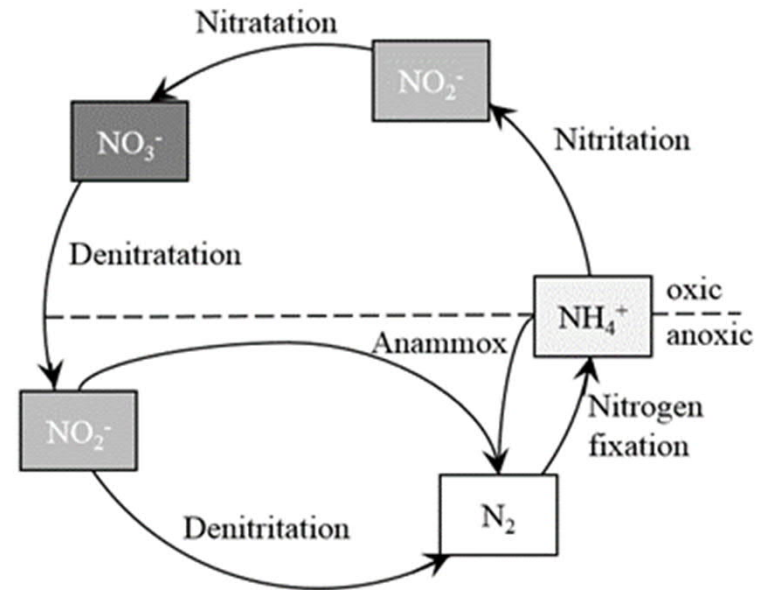 Nitratation
NO₂⁻
NO₃⁻
Nitritation
Denitratation
NH₄⁺
oxic
anoxic
Anammox
Nitrogen
fixation
NO₂⁻
N₂
Denitritation